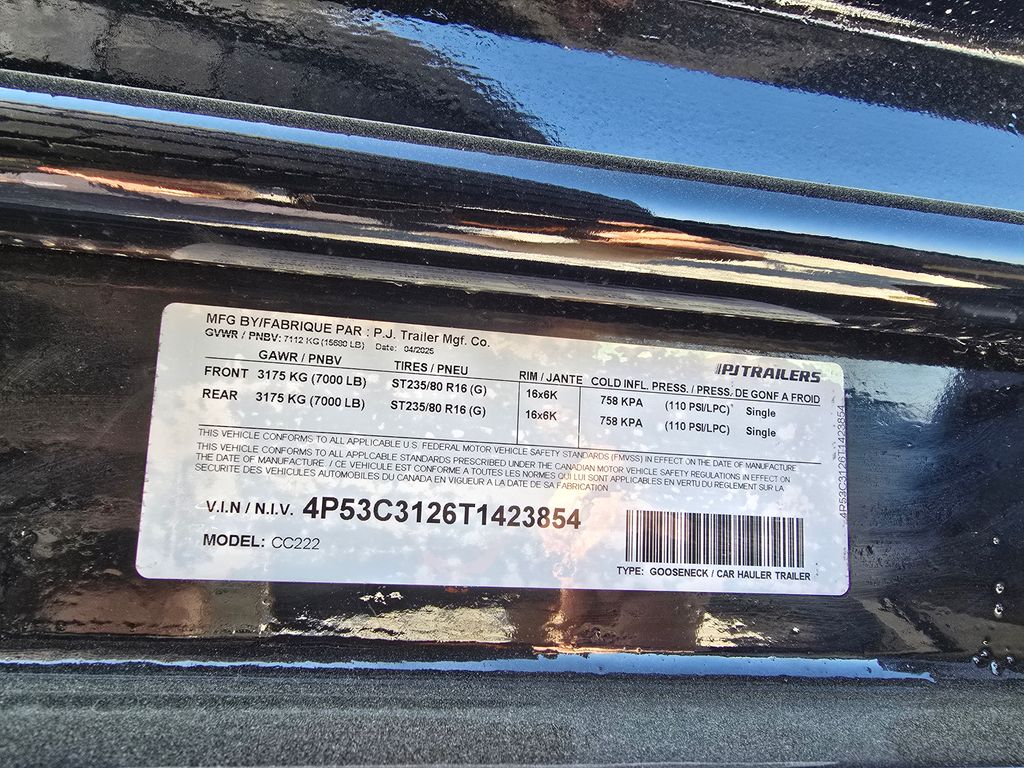 MFG BY/FABRIQUE PAR : P.J. Trailer Mfg. Co.
GVWR / PNBV: 7112 KG (15680 LB) Date: 04/2025
PJTRAILERS
GAWR / PNBV TIRES / PNEU RIM / JANTE COLD INFL. PRESS. / PRESS. DE GONF A FROID
FRONT 3175 KG (7000 LB) ST235/80 R16 (G) 16x6K 758 KPA (110 PSI/LPC) Single
REAR 3175 KG (7000 LB) ST235/80 R16 (G) 16x6K 758 KPA (110 PSI/LPC) Single
THIS VEHICLE CONFORMS TO ALL APPLICABLE U.S. FEDERAL MOTOR VEHICLE SAFETY STANDARDS (FMVSS) IN EFFECT ON THE DATE OF MANUFACTURE
THIS VEHICLE CONFORMS TO ALL APPLICABLE STANDARDS PRESCRIBED UNDER THE CANADIAN MOTOR VEHICLE SAFETY REGULATIONS IN EFFECT ON
THE DATE OF MANUFACTURE / CE VEHICULE EST CONFORME A TOUTES LES NORMES QUI LUI SONT APPLICABLES EN VERTU DU REGLEMENT SUR LA
SECURITE DES VEHICULES AUTOMOBILES DU CANADA EN VIGUEUR A LA DATE DE SA FABRICATION
V.I.N / N.I.V. 4P53C3126T1423854
MODEL: CC222
TYPE: GOOSENECK / CAR HAULER TRAILER
4P53C3126T1423854